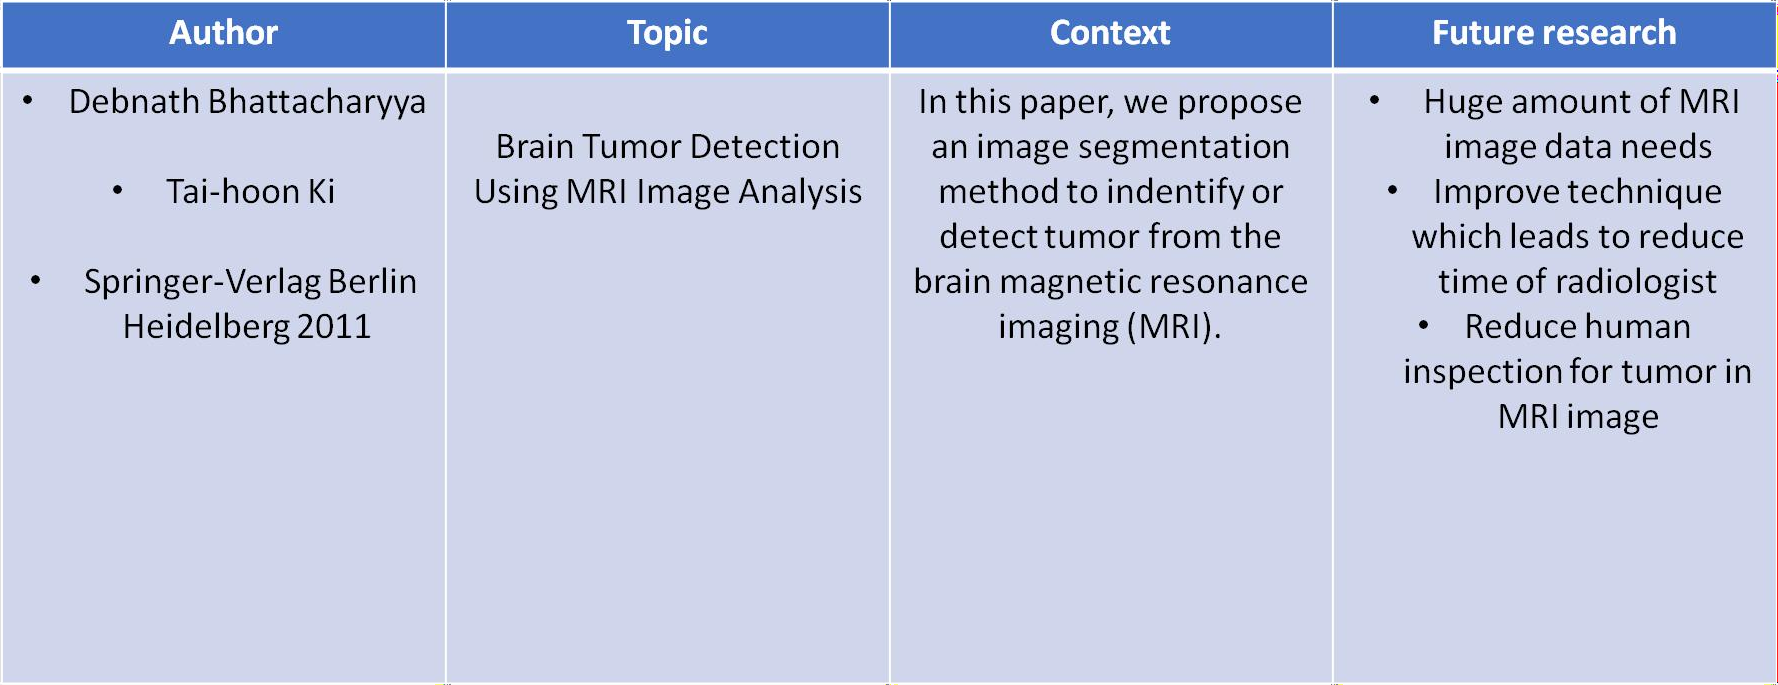 Author
Topic
Context
Future research
• Debnath Bhattacharyya
• Tai-hoon Ki
• Springer-Verlag Berlin
Heidelberg 2011
Brain Tumor Detection
Using MRI Image Analysis
In this paper, we propose
an image segmentation
method to indentify or
detect tumor from the
brain magnetic resonance
imaging (MRI).
• Huge amount of MRI
image data needs
• Improve technique
which leads to reduce
time of radiologist
• Reduce human
inspection for tumor in
MRI image